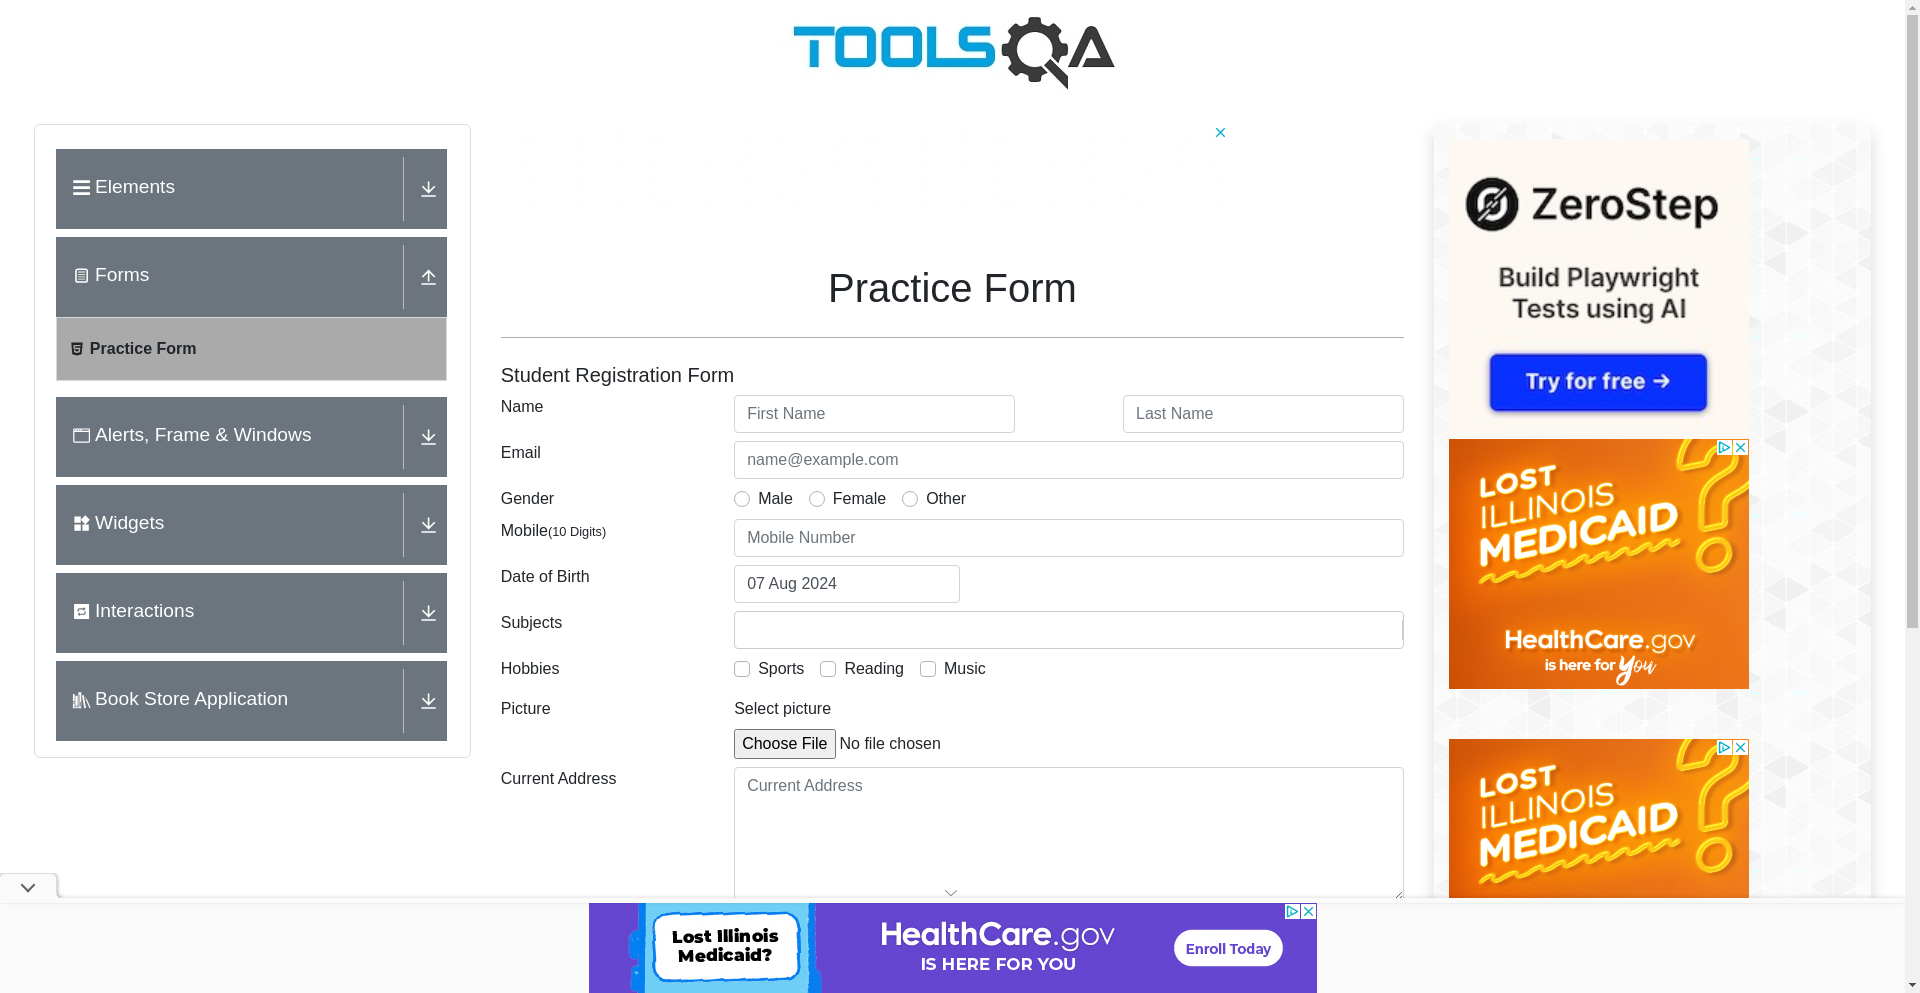 TOOLSQA
Elements
Forms
Practice Form
Alerts, Frame & Windows
Widgets
Interactions
Book Store Application
Practice Form
Student Registration Form
Name
First Name
Last Name
Email
name@example.com
Gender
Male
Female
Other
Mobile(10 Digits)
Mobile Number
Date of Birth
07 Aug 2024
Subjects
Hobbies
Sports
Reading
Music
Picture
Select picture
Choose File No file chosen
Current Address
Current Address
ZeroStep
Build Playwright
Tests using AI
Try for free →
LOST
ILLINOIS
MEDICAID?
HealthCare.gov
is here for You
LOST
ILLINOIS
MEDICAID?
Lost Illinois
Medicaid?
HealthCare.gov
IS HERE FOR YOU
Enroll Today